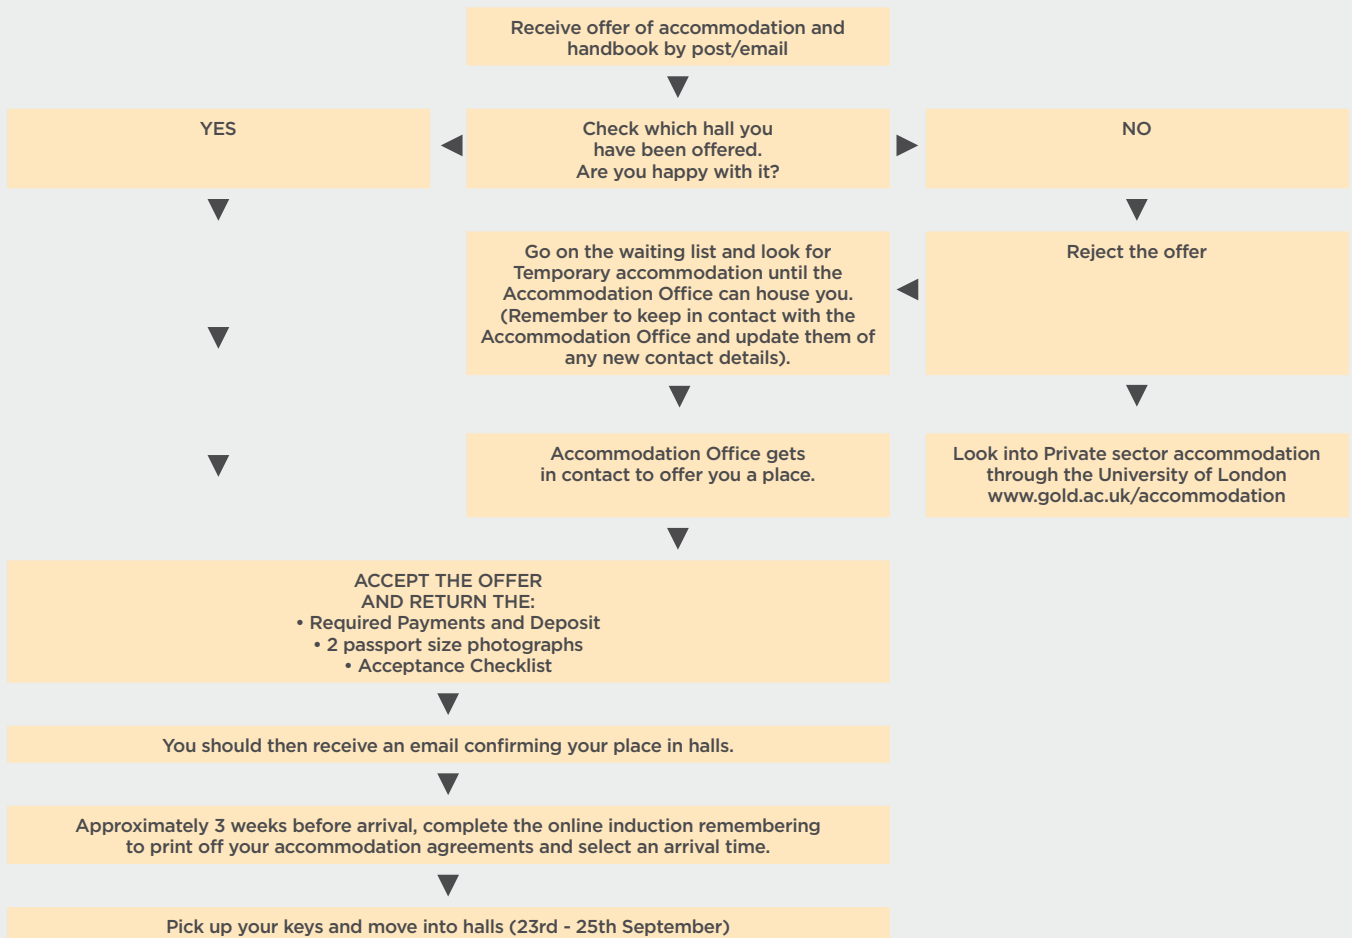 Receive offer of accommodation and
handbook by post/email
YES
Check which hall you
have been offered.
Are you happy with it?
NO
Go on the waiting list and look for
Temporary accommodation until the
Accommodation Office can house you.
(Remember to keep in contact with the
Accommodation Office and update them of
any new contact details).
Reject the offer
Accommodation Office gets
in contact to offer you a place.
Look into Private sector accommodation
through the University of London
www.gold.ac.uk/accommodation
ACCEPT THE OFFER
AND RETURN THE:
• Required Payments and Deposit
• 2 passport size photographs
• Acceptance Checklist
You should then receive an email confirming your place in halls.
Approximately 3 weeks before arrival, complete the online induction remembering
to print off your accommodation agreements and select an arrival time.
Pick up your keys and move into halls (23rd - 25th September)